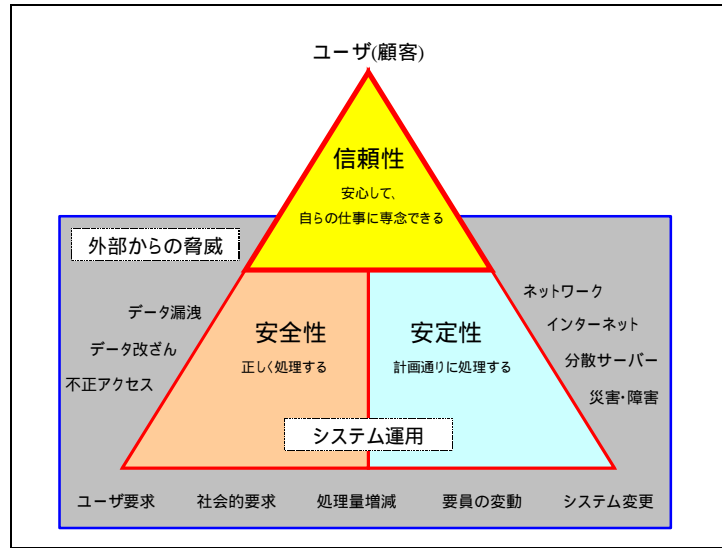 ユーザ(顧客)
信頼性
安心して、
自らの仕事に専念できる
外部からの脅威
データ漏洩
データ改ざん
不正アクセス
安全性
正しく処理する
安定性
計画通りに処理する
ネットワーク
インターネット
分散サーバー
災害・障害
システム運用
ユーザ要求
社会的要求
処理量増減
要員の変動
システム変更